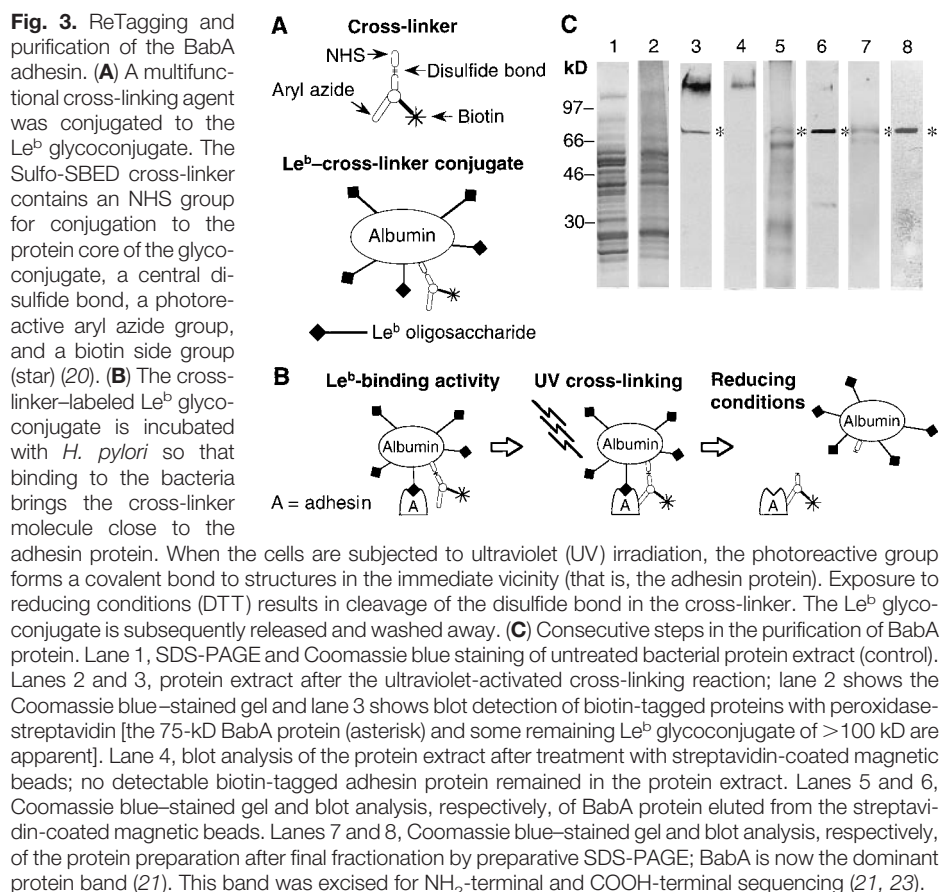 Fig. 3. ReTagging and
purification of the BabA
adhesin. (A) A multifunc-
tional cross-linking agent
was conjugated to the
Leᵇ glycoconjugate. The
Sulfo-SBED cross-linker
contains an NHS group
for conjugation to the
protein core of the glyco-
conjugate, a central di-
sulfide bond, a photore-
active aryl azide group,
and a biotin side group
(star) (20). (B) The cross-
linker–labeled Leᵇ glyco-
conjugate is incubated
with H. pylori so that
binding to the bacteria
brings the cross-linker
molecule close to the
adhesin protein. When the cells are subjected to ultraviolet (UV) irradiation, the photoreactive group
forms a covalent bond to structures in the immediate vicinity (that is, the adhesin protein). Exposure to
reducing conditions (DTT) results in cleavage of the disulfide bond in the cross-linker. The Leᵇ glyco-
conjugate is subsequently released and washed away. (C) Consecutive steps in the purification of BabA
protein. Lane 1, SDS-PAGE and Coomassie blue staining of untreated bacterial protein extract (control).
Lanes 2 and 3, protein extract after the ultraviolet-activated cross-linking reaction; lane 2 shows the
Coomassie blue–stained gel and lane 3 shows blot detection of biotin-tagged proteins with peroxidase-
streptavidin [the 75-kD BabA protein (asterisk) and some remaining Leᵇ glycoconjugate of >100 kD are
apparent]. Lane 4, blot analysis of the protein extract after treatment with streptavidin-coated magnetic
beads; no detectable biotin-tagged adhesin protein remained in the protein extract. Lanes 5 and 6,
Coomassie blue–stained gel and blot analysis, respectively, of BabA protein eluted from the streptavi-
din-coated magnetic beads. Lanes 7 and 8, Coomassie blue–stained gel and blot analysis, respectively,
of the protein preparation after final fractionation by preparative SDS-PAGE; BabA is now the dominant
protein band (21). This band was excised for NH₂-terminal and COOH-terminal sequencing (21, 23).
A
Cross-linker
NHS
Disulfide bond
Aryl azide
Biotin
Leᵇ–cross-linker conjugate
Albumin
Leᵇ oligosaccharide
C
1 2 3 4 5 6 7 8
kD
97–
* * * *
66–
46–
30–
B
Leᵇ-binding activity UV cross-linking Reducing
conditions
Albumin Albumin Albumin
A = adhesin A A A